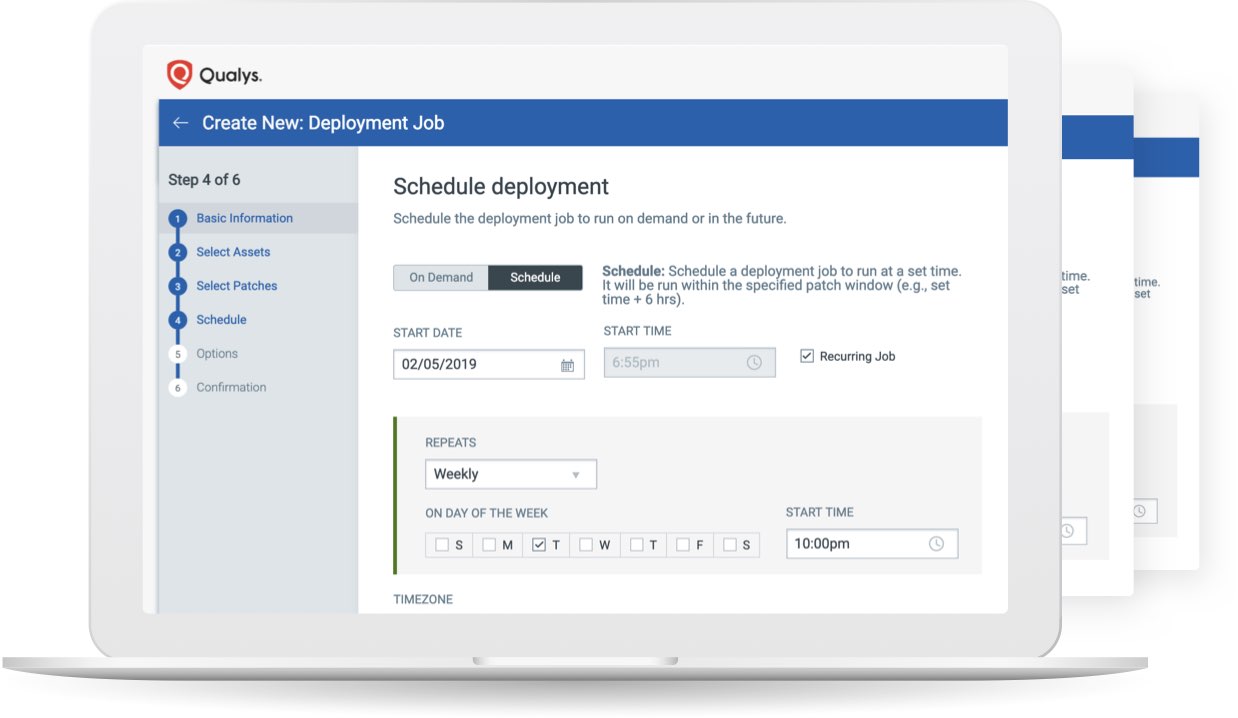 Qualys.
← Create New: Deployment Job
Step 4 of 6
1 Basic Information
2 Select Assets
3 Select Patches
4 Schedule
5 Options
6 Confirmation
Schedule deployment
Schedule the deployment job to run on demand or in the future.
On Demand Schedule
Schedule: Schedule a deployment job to run at a set time.
It will be run within the specified patch window (e.g., set
time + 6 hrs).
START DATE
02/05/2019
START TIME
6:55pm
Recurring Job
REPEATS
Weekly
ON DAY OF THE WEEK
S M T W T F S
START TIME
10:00pm
TIMEZONE
time.
set
time.
set